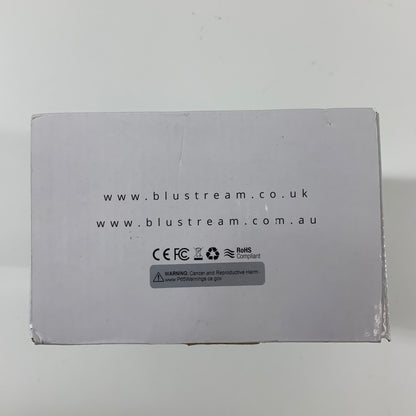 www.blustream.co.uk
www.blustream.com.au
CE FC RoHS
Compliant
WARNING: Cancer and Reproductive Harm
www.P65Warnings.ca.gov